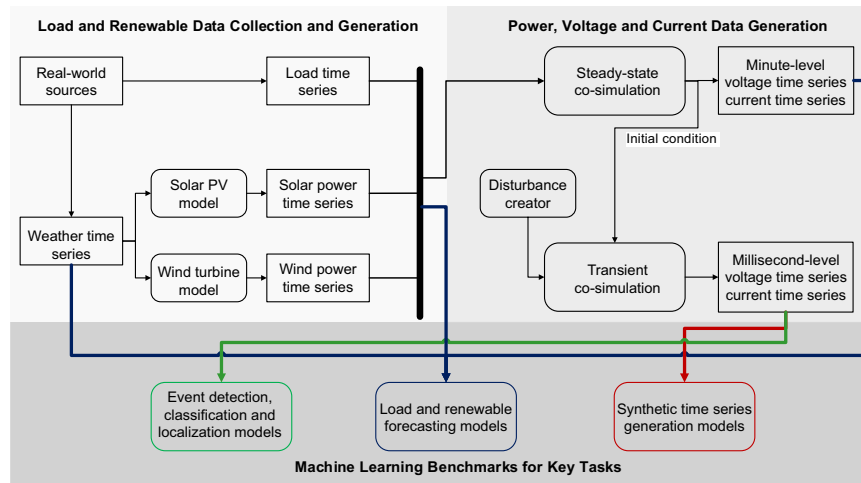 Load and Renewable Data Collection and Generation
Power, Voltage and Current Data Generation
Real-world
sources
Load time
series
Steady-state
co-simulation
Minute-level
voltage time series
current time series
Initial condition
Solar PV
model
Solar power
time series
Disturbance
creator
Weather time
series
Wind turbine
model
Wind power
time series
Transient
co-simulation
Millisecond-level
voltage time series
current time series
Event detection,
classification and
localization models
Load and renewable
forecasting models
Synthetic time series
generation models
Machine Learning Benchmarks for Key Tasks